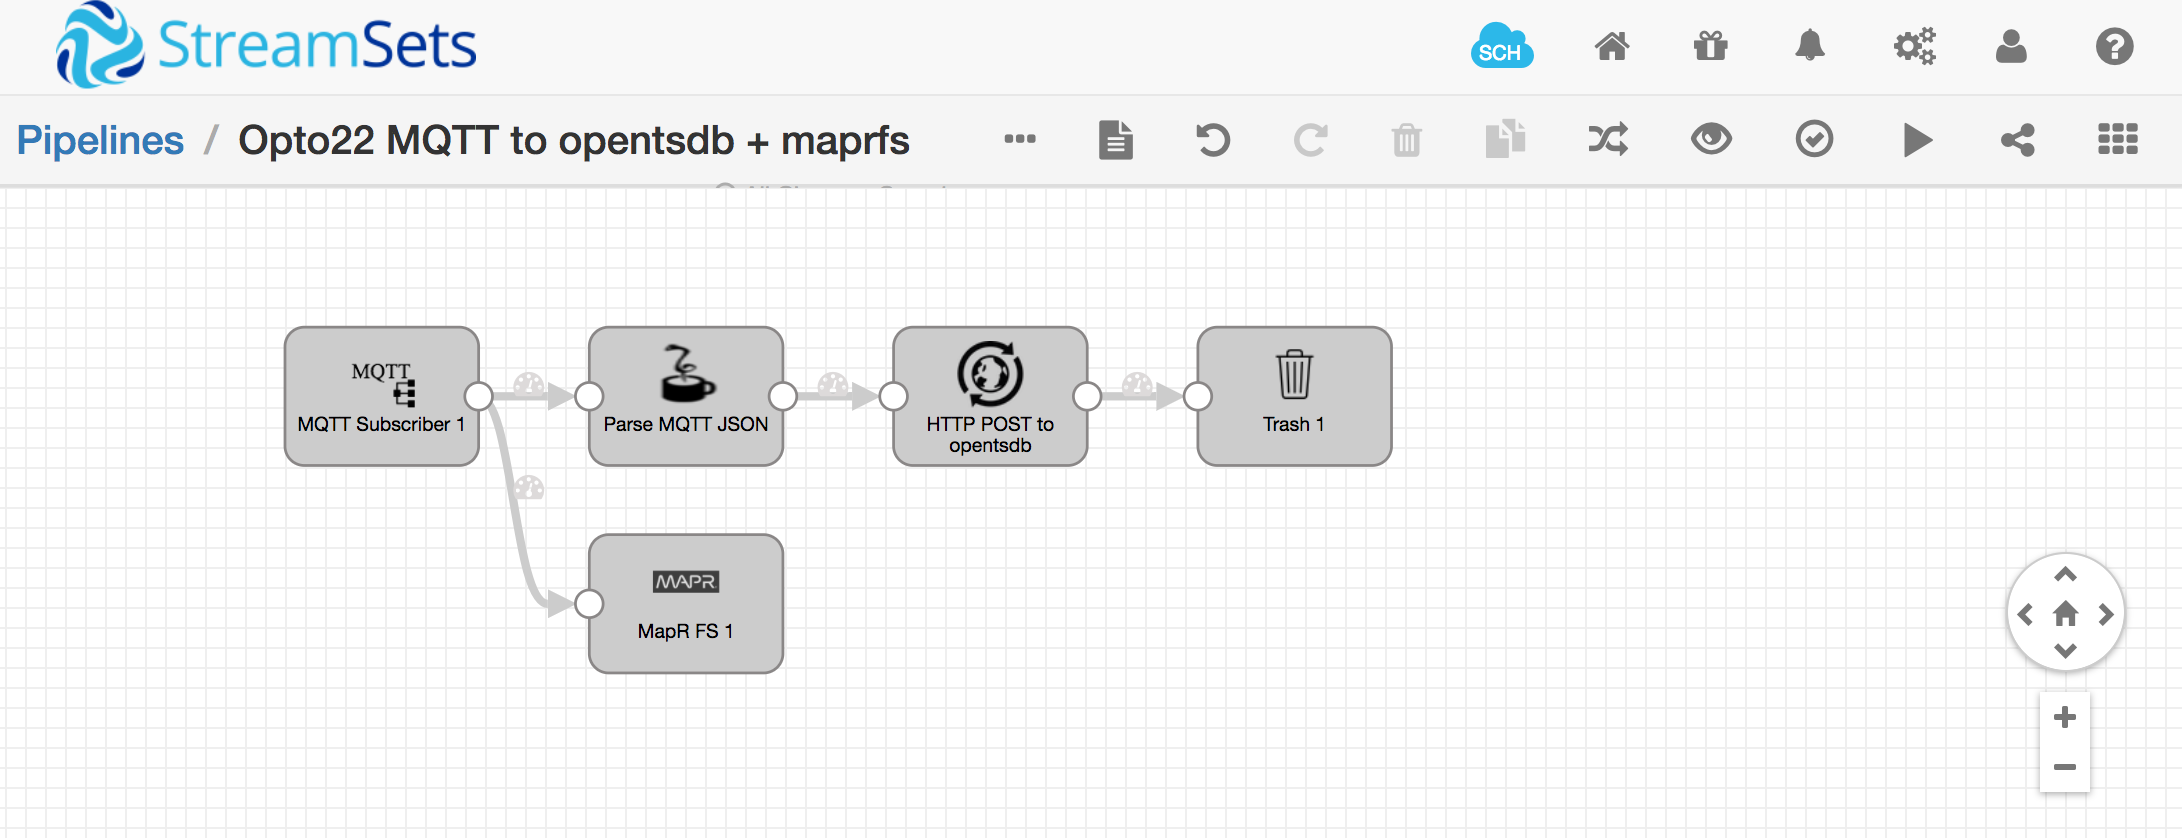 StreamSets
SCH
Pipelines / Opto22 MQTT to opentsdb + maprfs
MQTT
MQTT Subscriber 1
Parse MQTT JSON
HTTP POST to
opentsdb
Trash 1
MAPR
MapR FS 1